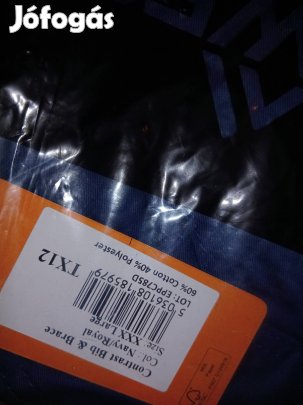 Jófogás
Contrast Bib & Brace
Col: Navy/Royal
Size: XXX Large
5 036108 185979
LOT: EPPC785D
60% Cotton 40% Polyester
TX12